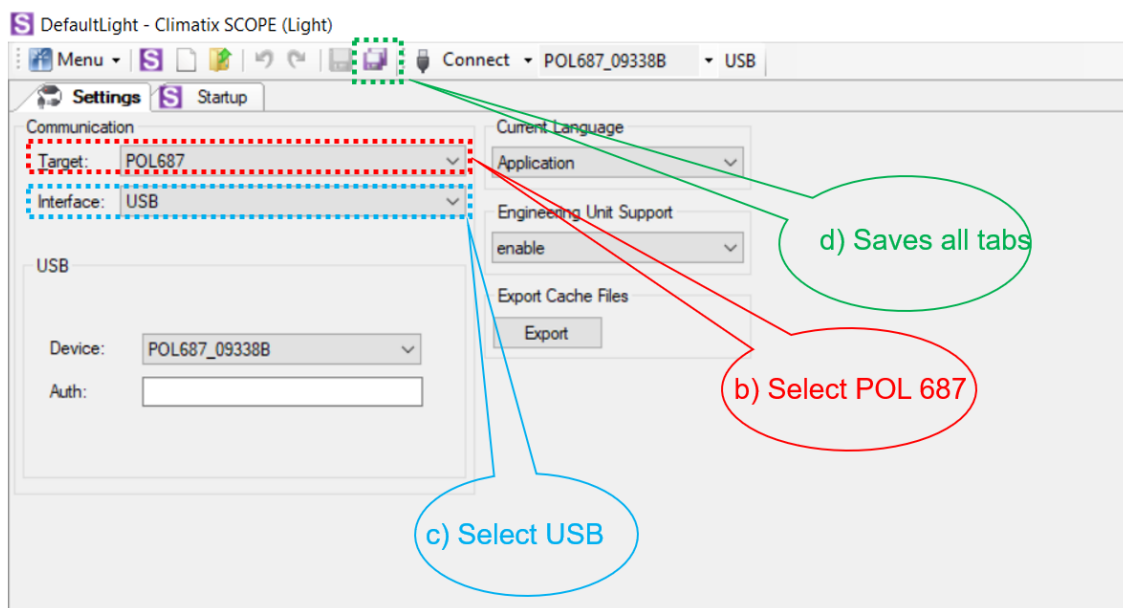 DefaultLight - Climatix SCOPE (Light)
Menu Connect POL687_09338B USB
Settings Startup
Communication
Target: POL687
Interface: USB
USB
Device: POL687_09338B
Auth:
Current Language
Application
Engineering Unit Support
enable
Export Cache Files
Export
d) Saves all tabs
b) Select POL 687
c) Select USB